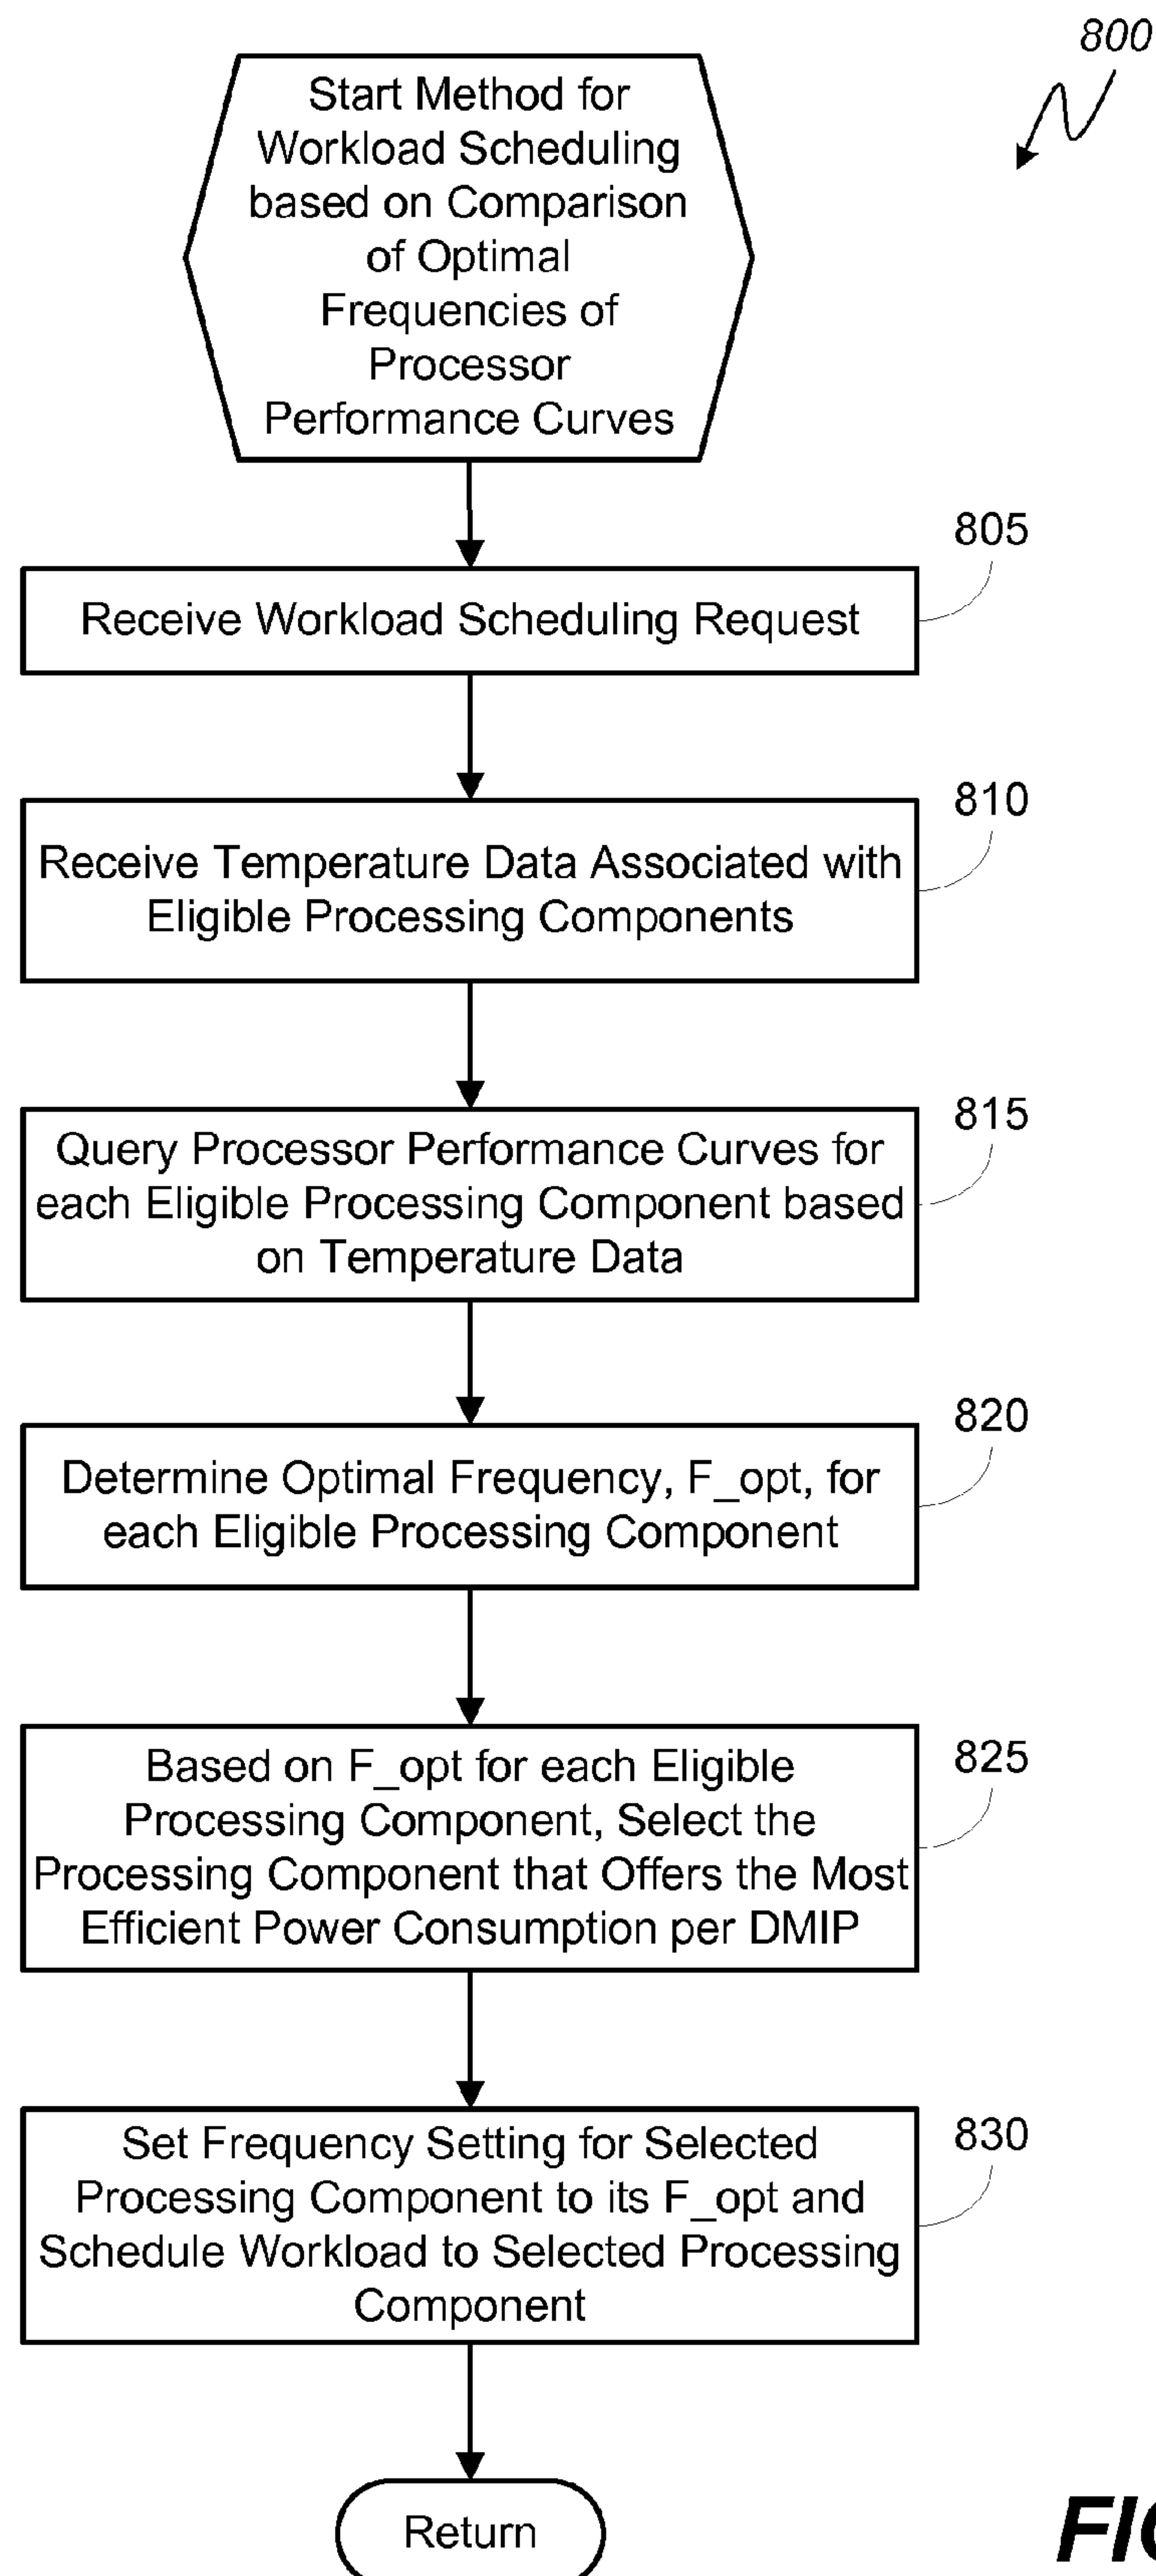 800
Start Method for
Workload Scheduling
based on Comparison
of Optimal
Frequencies of
Processor
Performance Curves
805
Receive Workload Scheduling Request
810
Receive Temperature Data Associated with
Eligible Processing Components
815
Query Processor Performance Curves for
each Eligible Processing Component based
on Temperature Data
820
Determine Optimal Frequency, F_opt, for
each Eligible Processing Component
825
Based on F_opt for each Eligible
Processing Component, Select the
Processing Component that Offers the Most
Efficient Power Consumption per DMIP
830
Set Frequency Setting for Selected
Processing Component to its F_opt and
Schedule Workload to Selected Processing
Component
Return